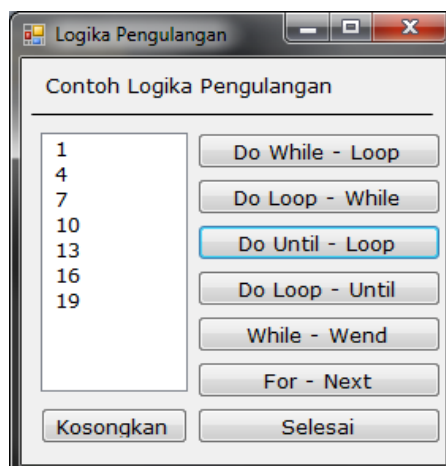 Logika Pengulangan
Contoh Logika Pengulangan
1
4
7
10
13
16
19
Do While - Loop
Do Loop - While
Do Until - Loop
Do Loop - Until
While - Wend
For - Next
Kosongkan
Selesai